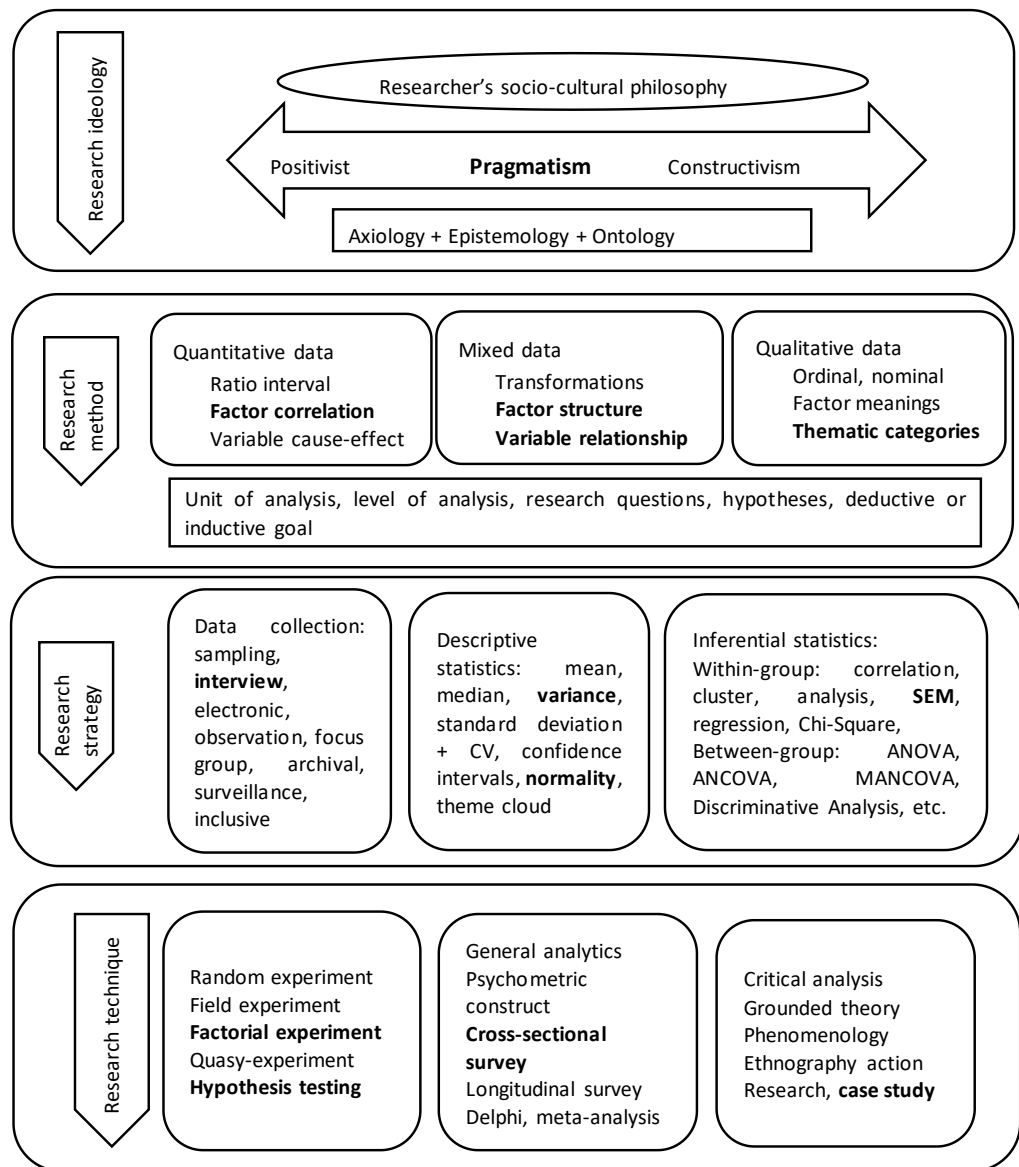 Research ideology
Researcher's socio-cultural philosophy
Positivist Pragmatism Constructivism
Axiology + Epistemology + Ontology
Research
method
Quantitative data
Ratio interval
Factor correlation
Variable cause-effect
Mixed data
Transformations
Factor structure
Variable relationship
Qualitative data
Ordinal, nominal
Factor meanings
Thematic categories
Unit of analysis, level of analysis, research questions, hypotheses, deductive or
inductive goal
Research
strategy
Data collection:
sampling,
interview,
electronic,
observation, focus
group, archival,
surveillance,
inclusive
Descriptive
statistics: mean,
median, variance,
standard deviation
+ CV, confidence
intervals, normality,
theme cloud
Inferential statistics:
Within-group: correlation,
cluster, analysis, SEM,
regression, Chi-Square,
Between-group: ANOVA,
ANCOVA, MANCOVA,
Discriminative Analysis, etc.
Research technique
Random experiment
Field experiment
Factorial experiment
Quasy-experiment
Hypothesis testing
General analytics
Psychometric
construct
Cross-sectional
survey
Longitudinal survey
Delphi, meta-analysis
Critical analysis
Grounded theory
Phenomenology
Ethnography action
Research, case study